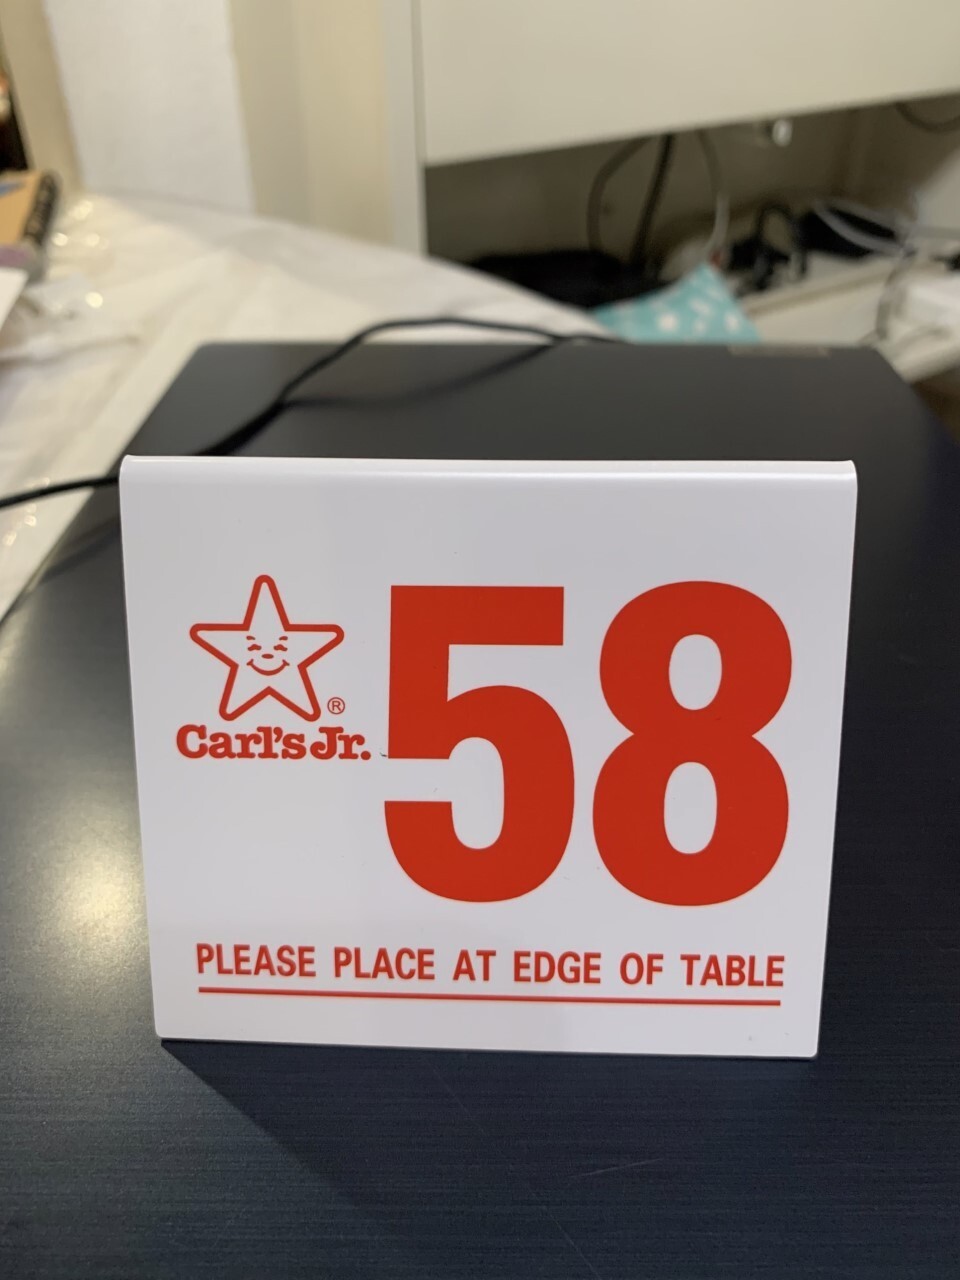 58
®
Carl's Jr.
PLEASE PLACE AT EDGE OF TABLE